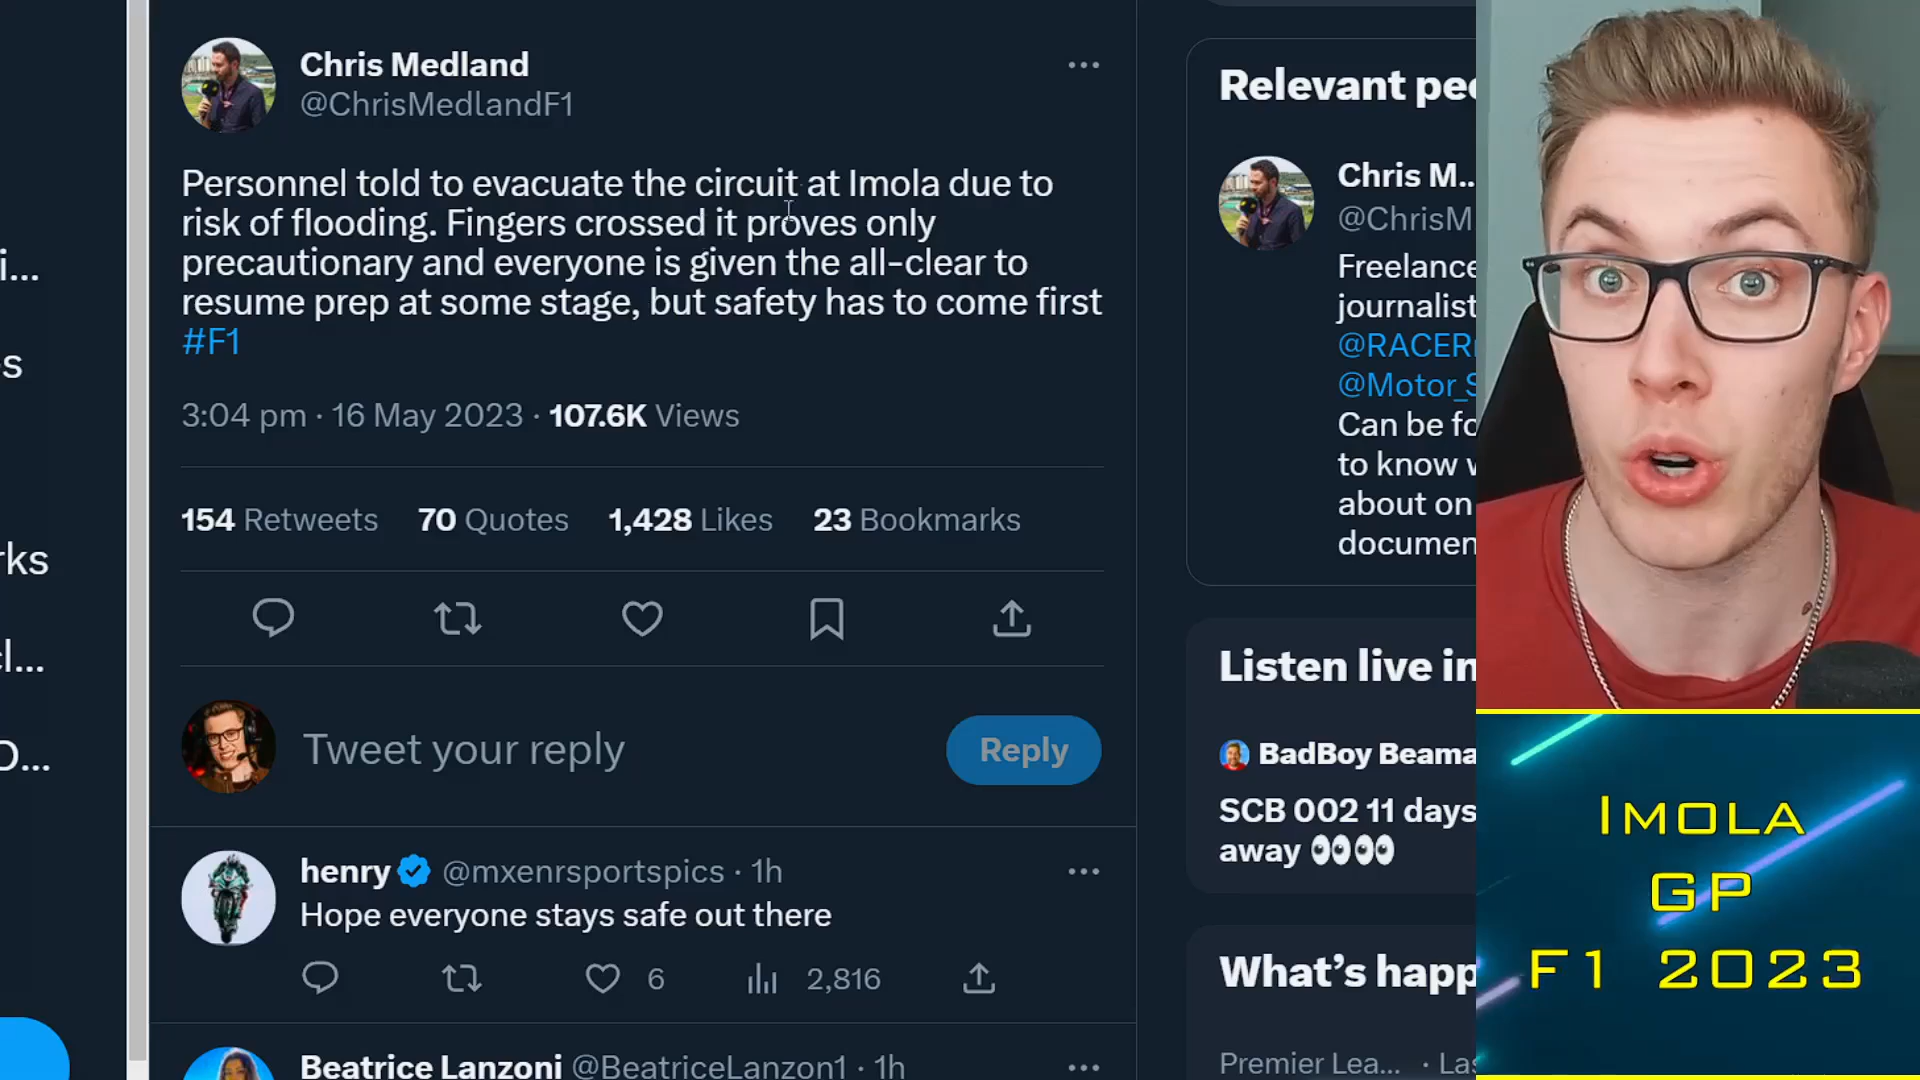 i...
s
rks
cl...
D...
Chris Medland
@ChrisMedlandF1
Personnel told to evacuate the circuit at Imola due to
risk of flooding. Fingers crossed it proves only
precautionary and everyone is given the all-clear to
resume prep at some stage, but safety has to come first
#F1
3:04 pm · 16 May 2023 · 107.6K Views
154 Retweets 70 Quotes 1,428 Likes 23 Bookmarks
Tweet your reply
Reply
henry @mxenrsportspics · 1h
Hope everyone stays safe out there
6 2,816
Beatrice Lanzoni @BeatriceLanzon1 · 1h
Relevant pe
Chris M...
@ChrisM
Freelance
journalist
@RACER
@Motor_S
Can be fo
to know
about on
documen
Listen live in
BadBoy Beama
SCB 002 11 days
away 👀👀
What's happ
Premier Lea... · Las
IMOLA
GP
F1 2023